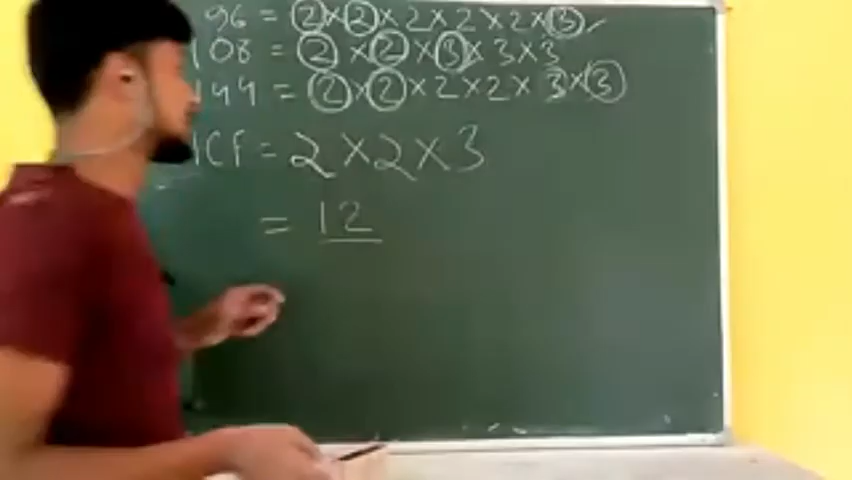 96 = 2×2×2×2×2×3
108 = 2×2×3×3×3
144 = 2×2×2×2×3×3
HCF = 2×2×3
= 12